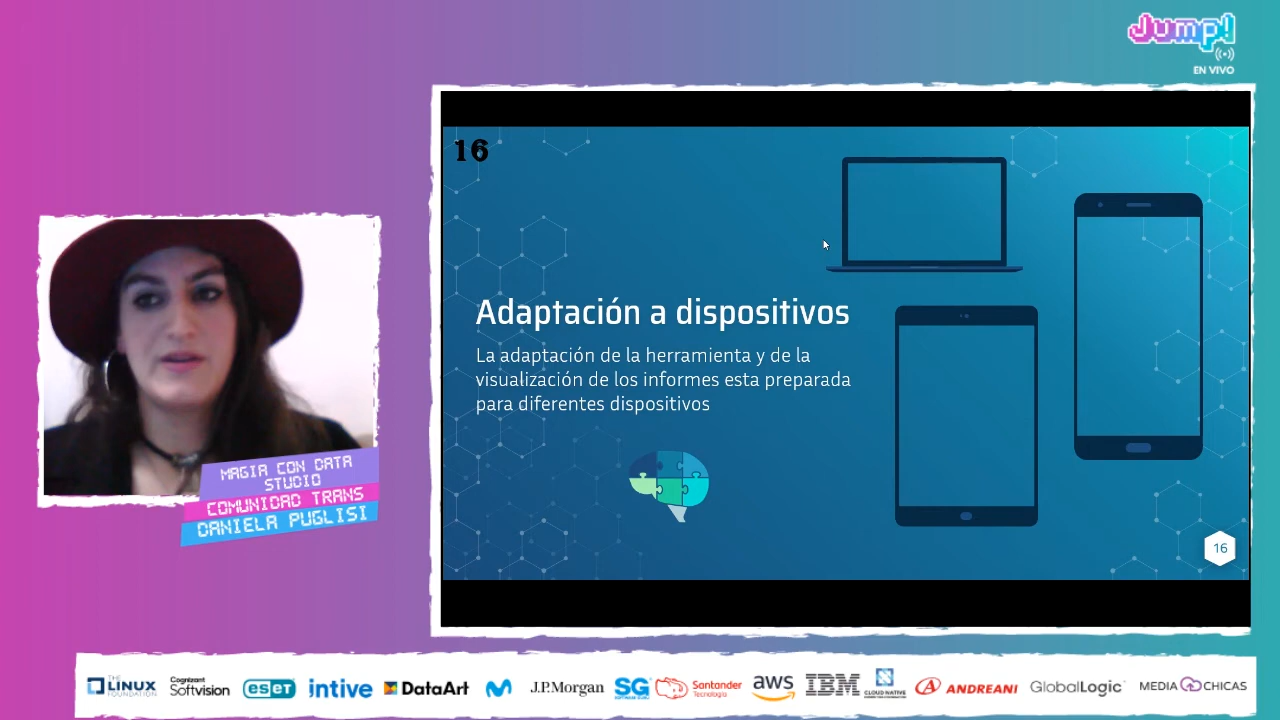 Jump!
EN VIVO
16
Adaptación a dispositivos
La adaptación de la herramienta y de la
visualización de los informes esta preparada
para diferentes dispositivos
16
MAGIA CON DATA
STUDIO
COMUNIDAD TRANS
DANIELA PUGLISI
THE LINUX FOUNDATION
Cognizant Softvision
eseT
intive
DataArt
J.P.Morgan
SG
Santander Tecnología
aws
IBM
CLOUD NATIVE
ANDREANI
GlobalLogic
MEDIA CHICAS